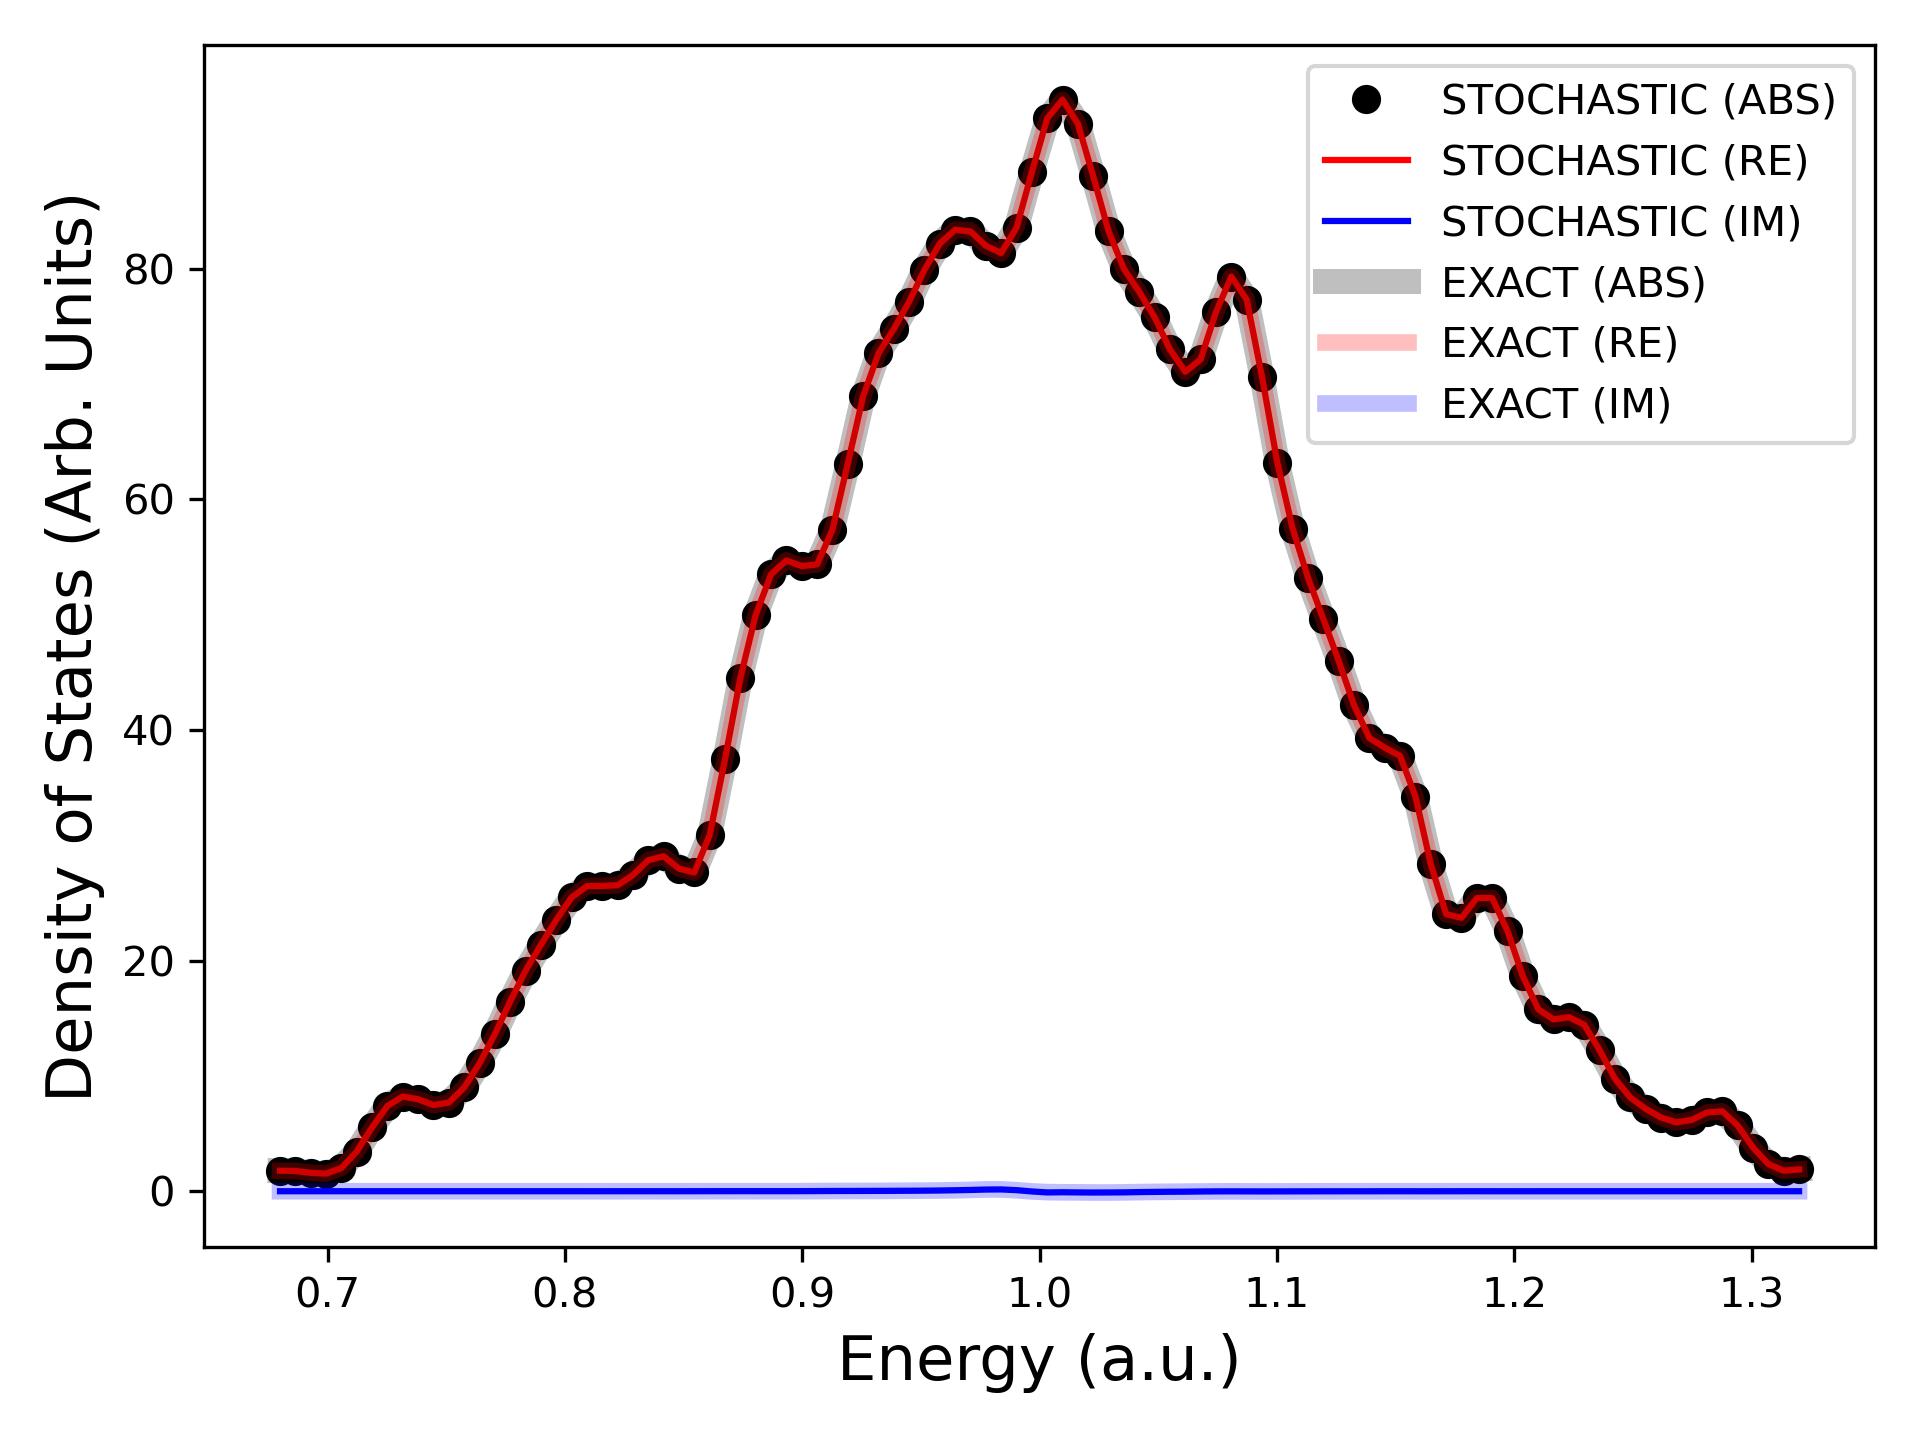 STOCHASTIC (ABS)
STOCHASTIC (RE)
STOCHASTIC (IM)
EXACT (ABS)
EXACT (RE)
EXACT (IM)
Density of States (Arb. Units)
80
60
40
20
0
0.7 0.8 0.9 1.0 1.1 1.2 1.3
Energy (a.u.)